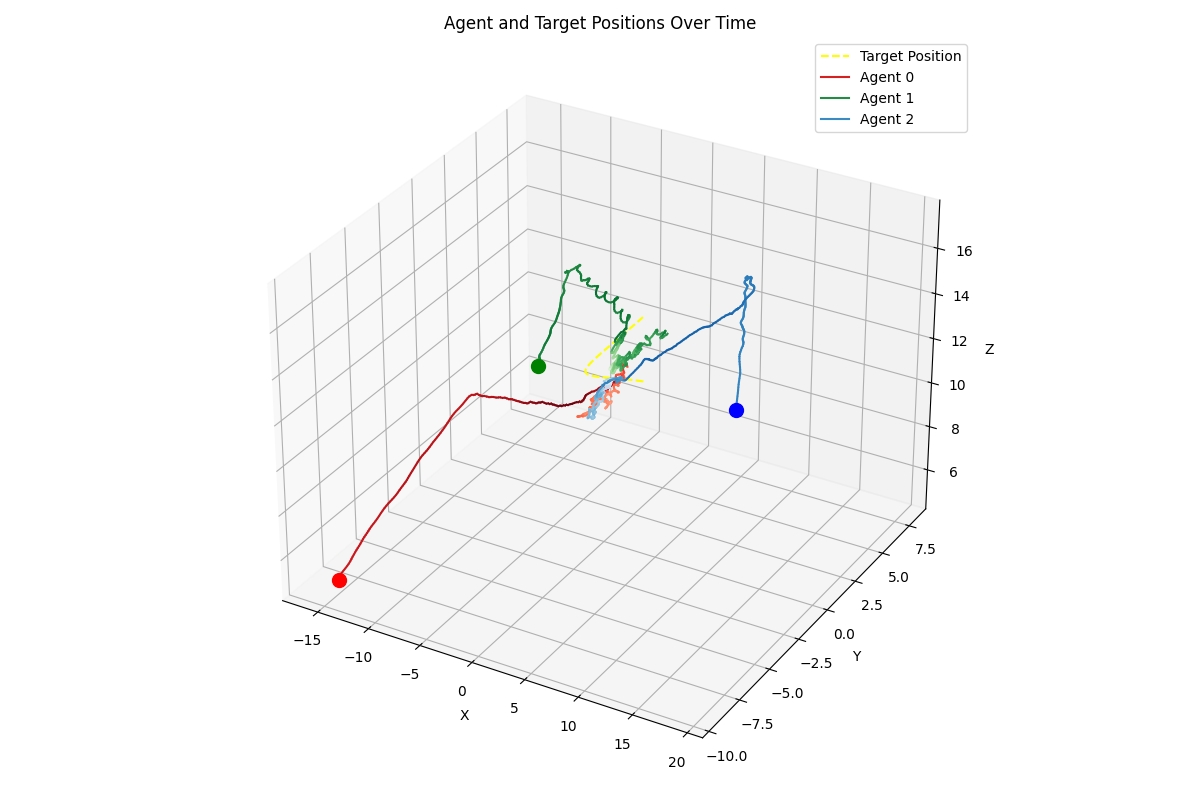 Agent and Target Positions Over Time
Target Position
Agent 0
Agent 1
Agent 2
16
14
12
10
8
6
Z
7.5
5.0
2.5
0.0
−2.5
−5.0
−7.5
−10.0
Y
−15
−10
−5
0
5
10
15
20
X